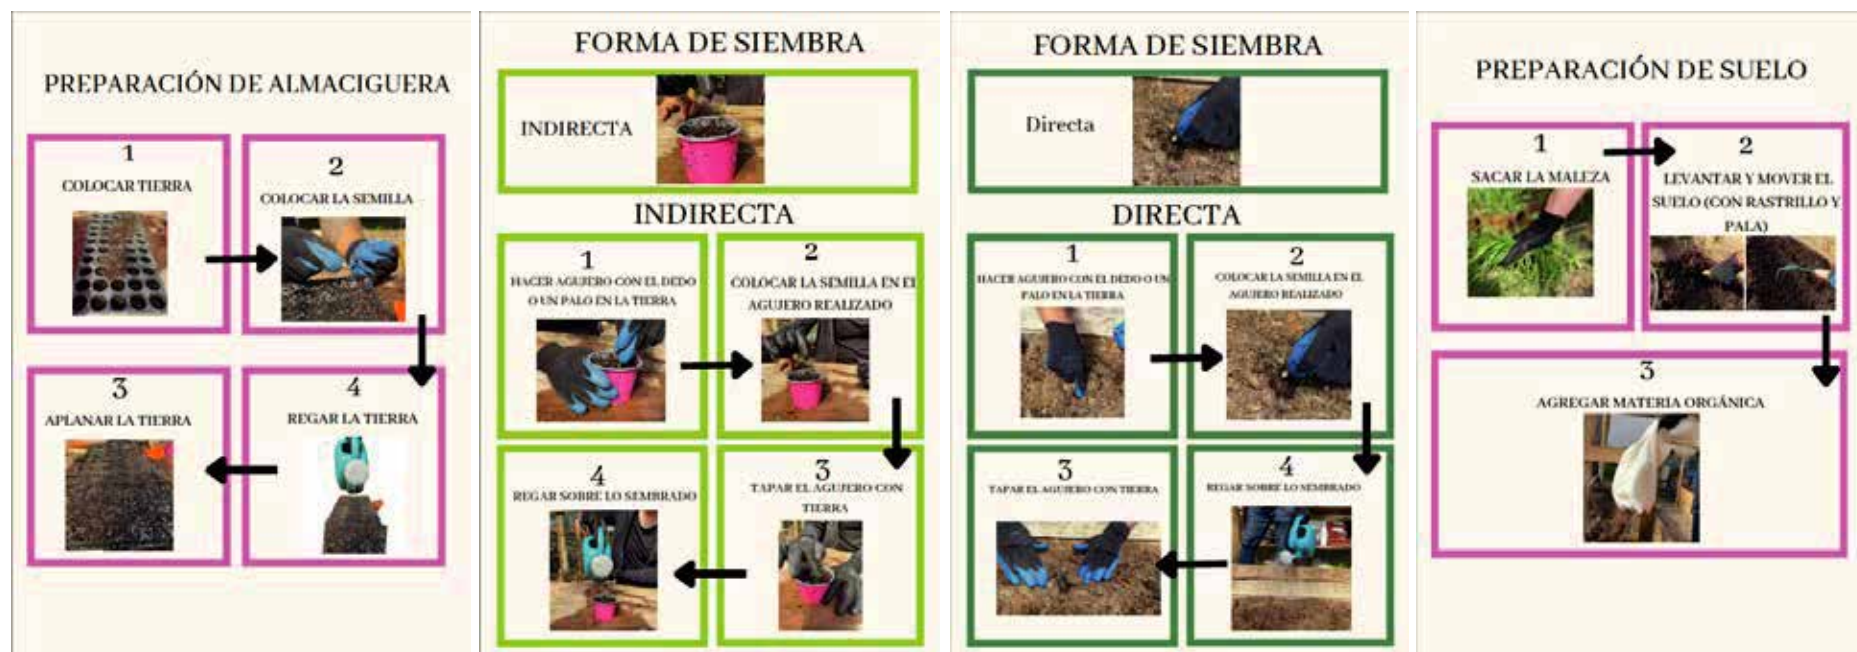 PREPARACIÓN DE ALMACIGUERA
1
COLOCAR TIERRA
2
COLOCAR LA SEMILLA
3
APLANAR LA TIERRA
4
REGAR LA TIERRA
FORMA DE SIEMBRA
INDIRECTA
INDIRECTA
1
HACER AGUJERO CON EL DEDO
O UN PALO EN LA TIERRA
2
COLOCAR LA SEMILLA EN EL
AGUJERO REALIZADO
4
REGAR SOBRE LO SEMBRADO
3
TAPAR EL AGUJERO CON
TIERRA
FORMA DE SIEMBRA
Directa
DIRECTA
1
HACER AGUJERO CON EL DEDO O UN
PALO EN LA TIERRA
2
COLOCAR LA SEMILLA EN EL
AGUJERO REALIZADO
3
TAPAR EL AGUJERO CON TIERRA
4
REGAR SOBRE LO SEMBRADO
PREPARACIÓN DE SUELO
1
SACAR LA MALEZA
2
LEVANTAR Y MOVER EL
SUELO (CON RASTRILLO Y
PALA)
3
AGREGAR MATERIA ORGÁNICA